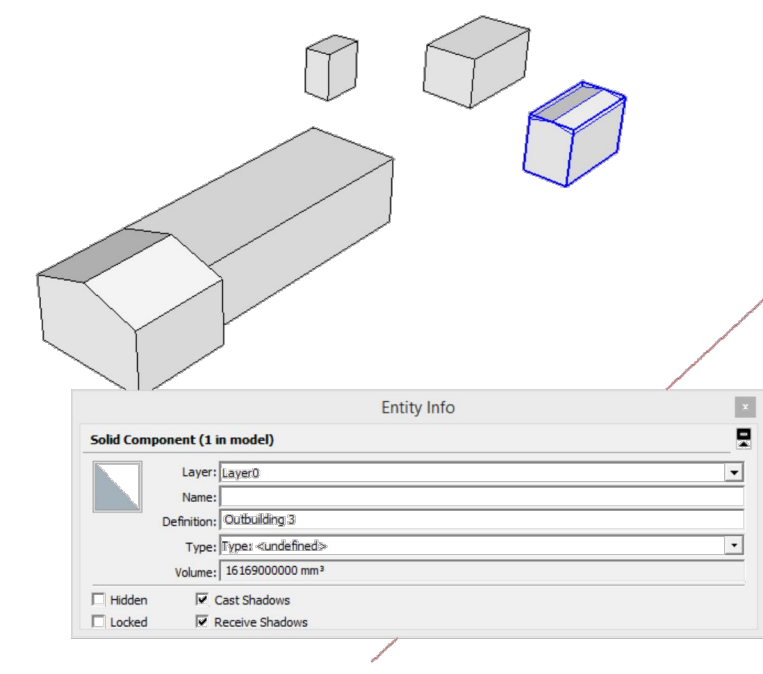 Entity Info
x
Solid Component (1 in model)
Layer: Layer0
Name:
Definition: Outbuilding 3
Type: Type: <undefined>
Volume: 16169000000 mm³
Hidden Cast Shadows
Locked Receive Shadows